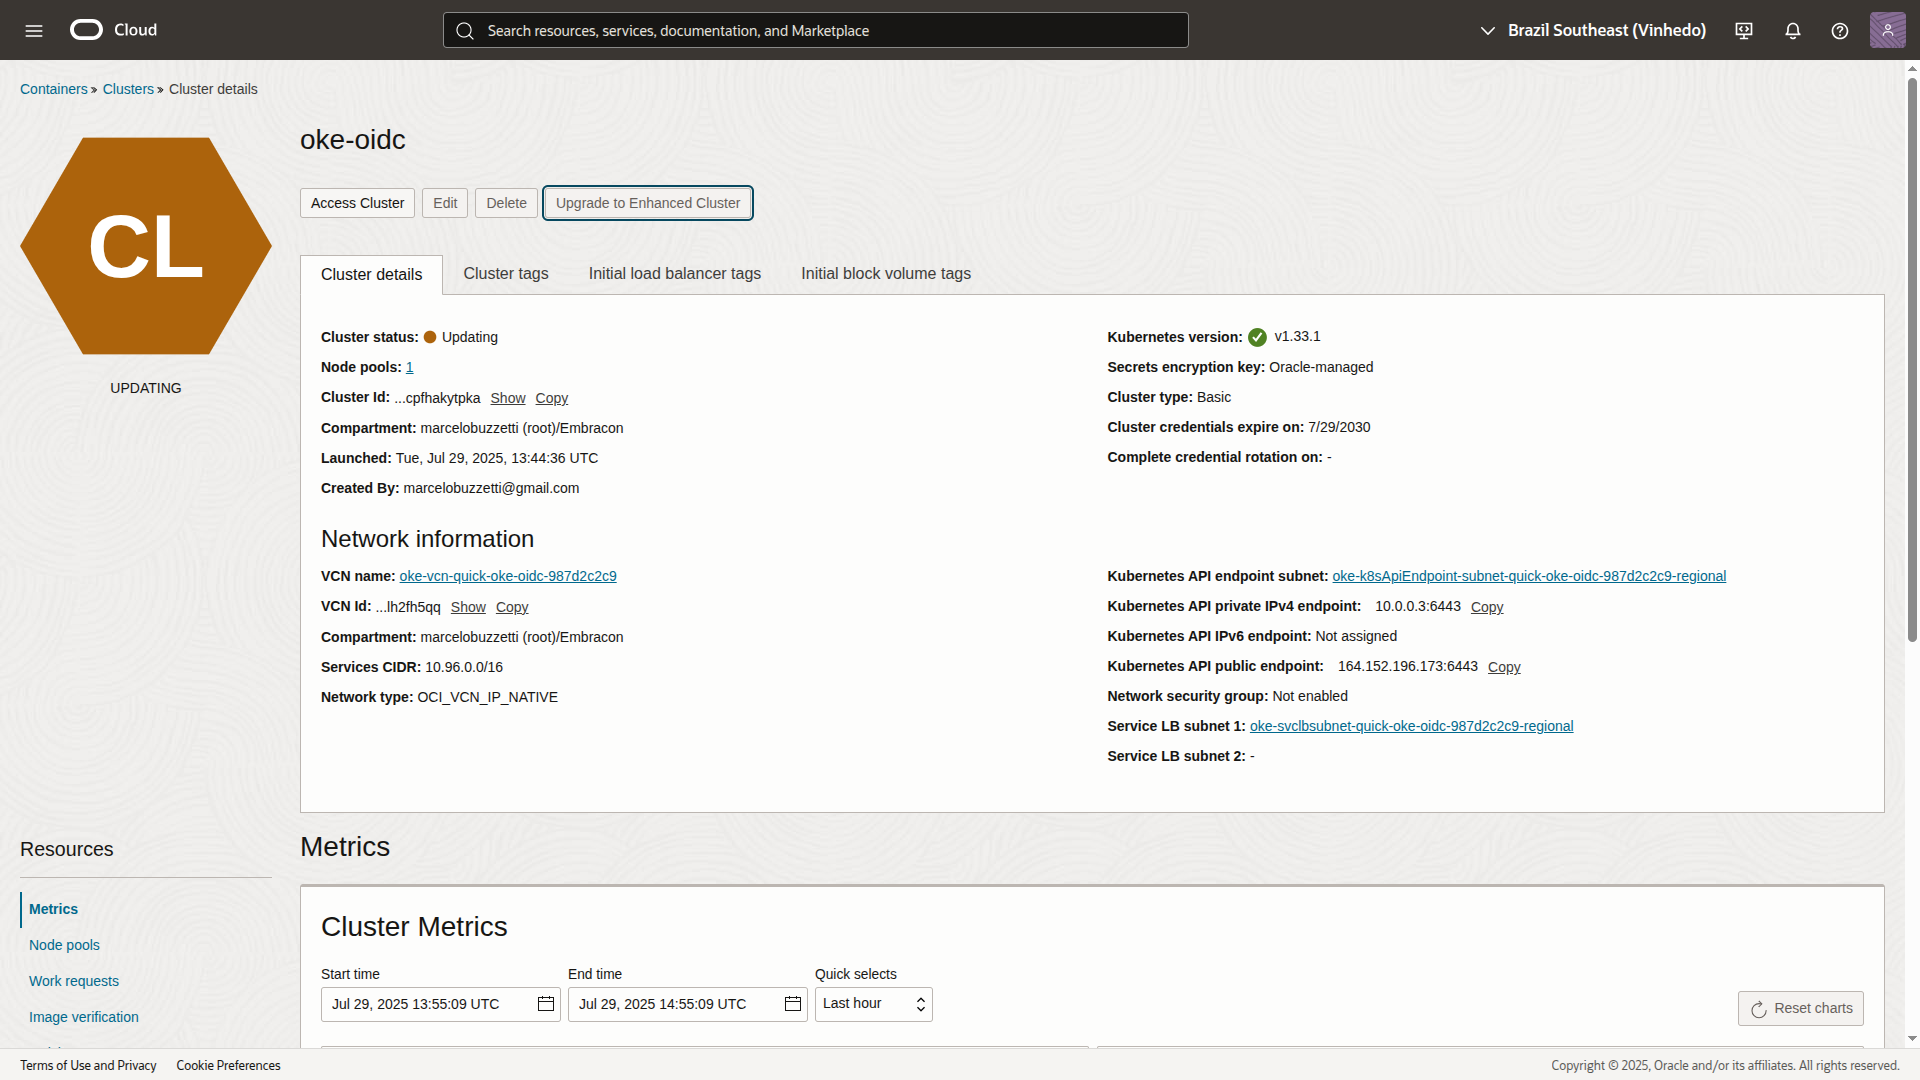 Cloud
Search resources, services, documentation, and Marketplace
Brazil Southeast (Vinhedo)
Containers » Clusters » Cluster details
CL
UPDATING
oke-oidc
Access Cluster
Edit
Delete
Upgrade to Enhanced Cluster
Cluster details
Cluster tags
Initial load balancer tags
Initial block volume tags
Cluster status: Updating
Node pools: 1
Cluster Id: ...cpfhakytpka Show Copy
Compartment: marcelobuzzetti (root)/Embracon
Launched: Tue, Jul 29, 2025, 13:44:36 UTC
Created By: marcelobuzzetti@gmail.com
Kubernetes version: v1.33.1
Secrets encryption key: Oracle-managed
Cluster type: Basic
Cluster credentials expire on: 7/29/2030
Complete credential rotation on: -
Network information
VCN name: oke-vcn-quick-oke-oidc-987d2c2c9
VCN Id: ...lh2fh5qq Show Copy
Compartment: marcelobuzzetti (root)/Embracon
Services CIDR: 10.96.0.0/16
Network type: OCI_VCN_IP_NATIVE
Kubernetes API endpoint subnet: oke-k8sApiEndpoint-subnet-quick-oke-oidc-987d2c2c9-regional
Kubernetes API private IPv4 endpoint: 10.0.0.3:6443 Copy
Kubernetes API IPv6 endpoint: Not assigned
Kubernetes API public endpoint: 164.152.196.173:6443 Copy
Network security group: Not enabled
Service LB subnet 1: oke-svclbsubnet-quick-oke-oidc-987d2c2c9-regional
Service LB subnet 2: -
Resources
Metrics
Node pools
Work requests
Image verification
Metrics
Cluster Metrics
Start time
Jul 29, 2025 13:55:09 UTC
End time
Jul 29, 2025 14:55:09 UTC
Quick selects
Last hour
Reset charts
Terms of Use and Privacy
Cookie Preferences
Copyright © 2025, Oracle and/or its affiliates. All rights reserved.